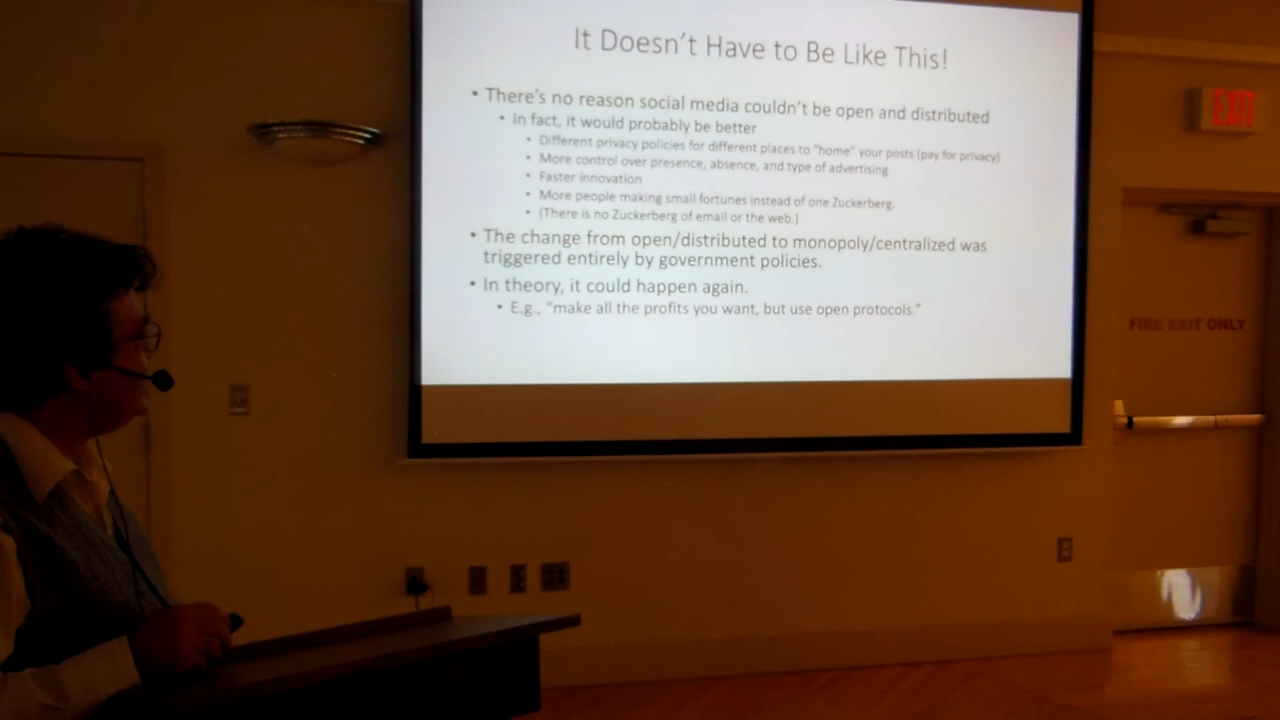 It Doesn't Have to Be Like This!
• There's no reason social media couldn't be open and distributed
• In fact, it would probably be better
• Different privacy policies for different places to "home" your posts (pay for privacy)
• More control over presence, absence, and type of advertising
• Faster innovation
• More people making small fortunes instead of one Zuckerberg.
• (There is no Zuckerberg of email or the web.)
• The change from open/distributed to monopoly/centralized was
triggered entirely by government policies.
• In theory, it could happen again.
• E.g., "make all the profits you want, but use open protocols."
EXIT
FIRE EXIT ONLY